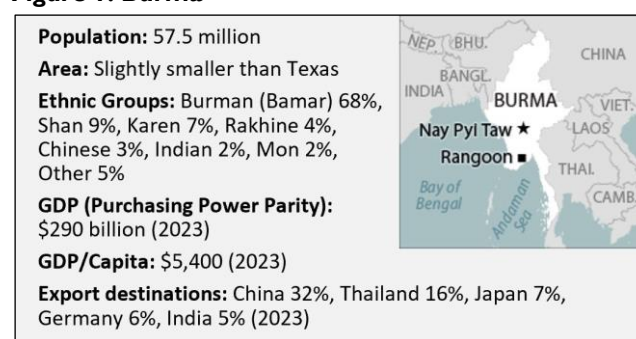 Population: 57.5 million
Area: Slightly smaller than Texas
Ethnic Groups: Burman (Bamar) 68%,
Shan 9%, Karen 7%, Rakhine 4%,
Chinese 3%, Indian 2%, Mon 2%,
Other 5%
GDP (Purchasing Power Parity):
$290 billion (2023)
GDP/Capita: $5,400 (2023)
Export destinations: China 32%, Thailand 16%, Japan 7%,
Germany 6%, India 5% (2023)
NEP.
BHU.
CHINA
BANGL.
INDIA
BURMA
VIET.
Nay Pyi Taw
LAOS
Rangoon
THAI.
Bay of
Bengal
Andaman
Sea
CAMB.